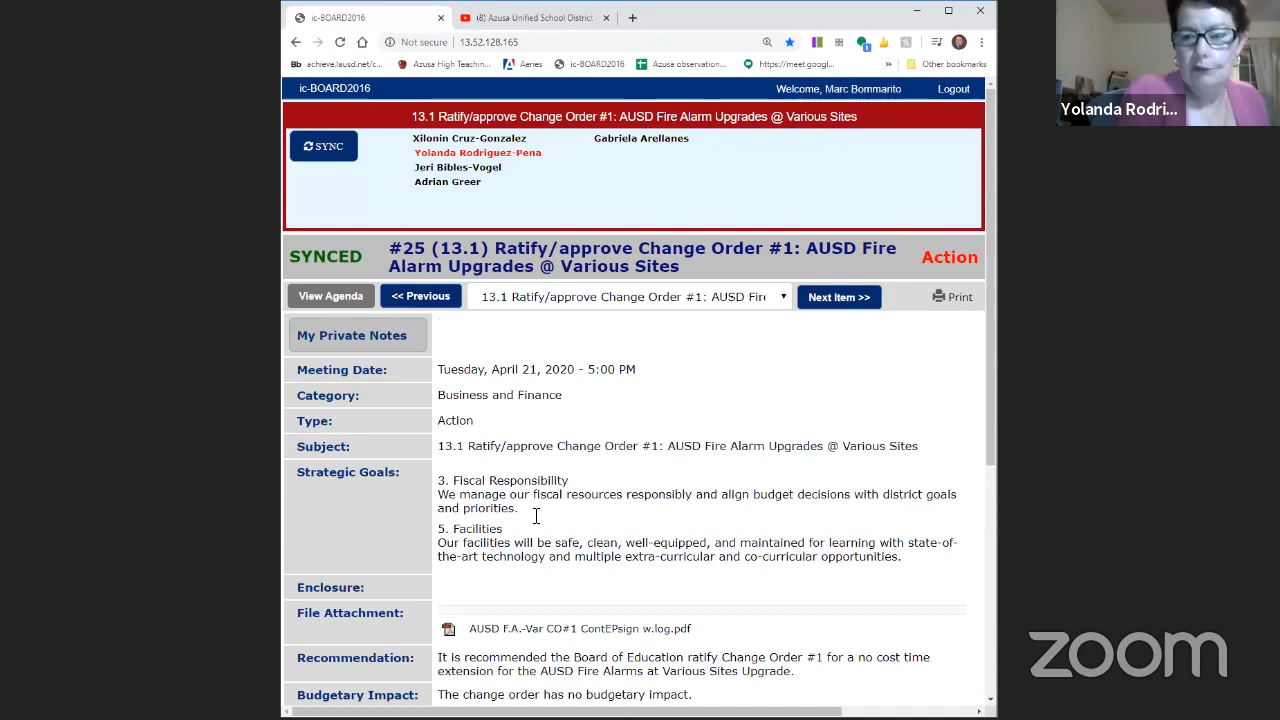 ic-BOARD2016
(8) Azusa Unified School District
Not secure | 13.52.128.165
achieve.lausd.net/c...
Azusa High Teachin...
Aeries
ic-BOARD2016
Azusa observation...
https://meet.googl...
»
Other bookmarks
ic-BOARD2016
Welcome, Marc Bommarito
Logout
13.1 Ratify/approve Change Order #1: AUSD Fire Alarm Upgrades @ Various Sites
SYNC
Xilonin Cruz-Gonzalez
Yolanda Rodriguez-Pena
Jeri Bibles-Vogel
Adrian Greer
Gabriela Arellanes
SYNCED
#25 (13.1) Ratify/approve Change Order #1: AUSD Fire
Alarm Upgrades @ Various Sites
Action
View Agenda
<< Previous
13.1 Ratify/approve Change Order #1: AUSD Fir
Next Item >>
Print
My Private Notes
Meeting Date:
Tuesday, April 21, 2020 - 5:00 PM
Category:
Business and Finance
Type:
Action
Subject:
13.1 Ratify/approve Change Order #1: AUSD Fire Alarm Upgrades @ Various Sites
Strategic Goals:
3. Fiscal Responsibility
We manage our fiscal resources responsibly and align budget decisions with district goals
and priorities.
5. Facilities
Our facilities will be safe, clean, well-equipped, and maintained for learning with state-of-
the-art technology and multiple extra-curricular and co-curricular opportunities.
Enclosure:
File Attachment:
AUSD F.A.-Var CO#1 ContEPsign w.log.pdf
Recommendation:
It is recommended the Board of Education ratify Change Order #1 for a no cost time
extension for the AUSD Fire Alarms at Various Sites Upgrade.
Budgetary Impact:
The change order has no budgetary impact.
Yolanda Rodri...
zoom